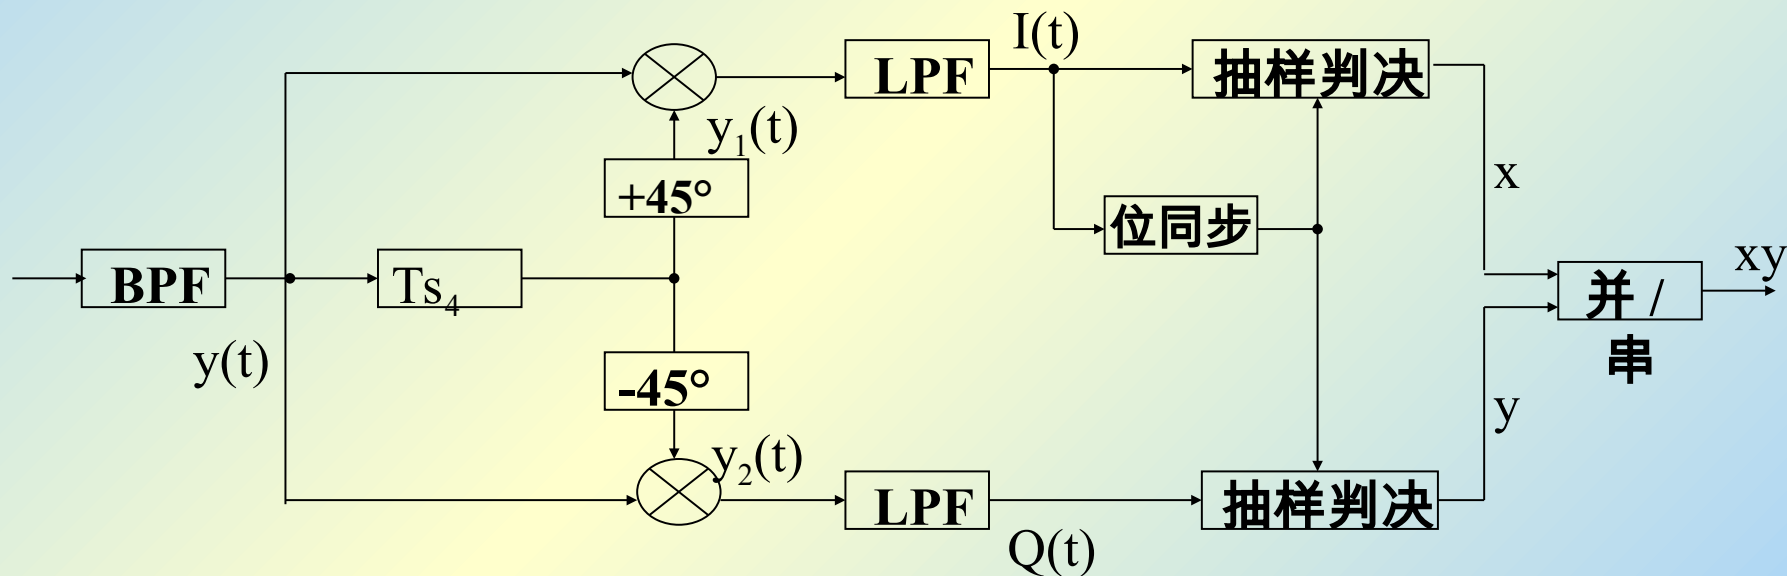 I(t)
LPF
抽样判决
y₁(t)
+45°
x
位同步
BPF
Ts₄
xy
并 /
串
y(t)
-45°
y
y₂(t)
LPF
抽样判决
Q(t)